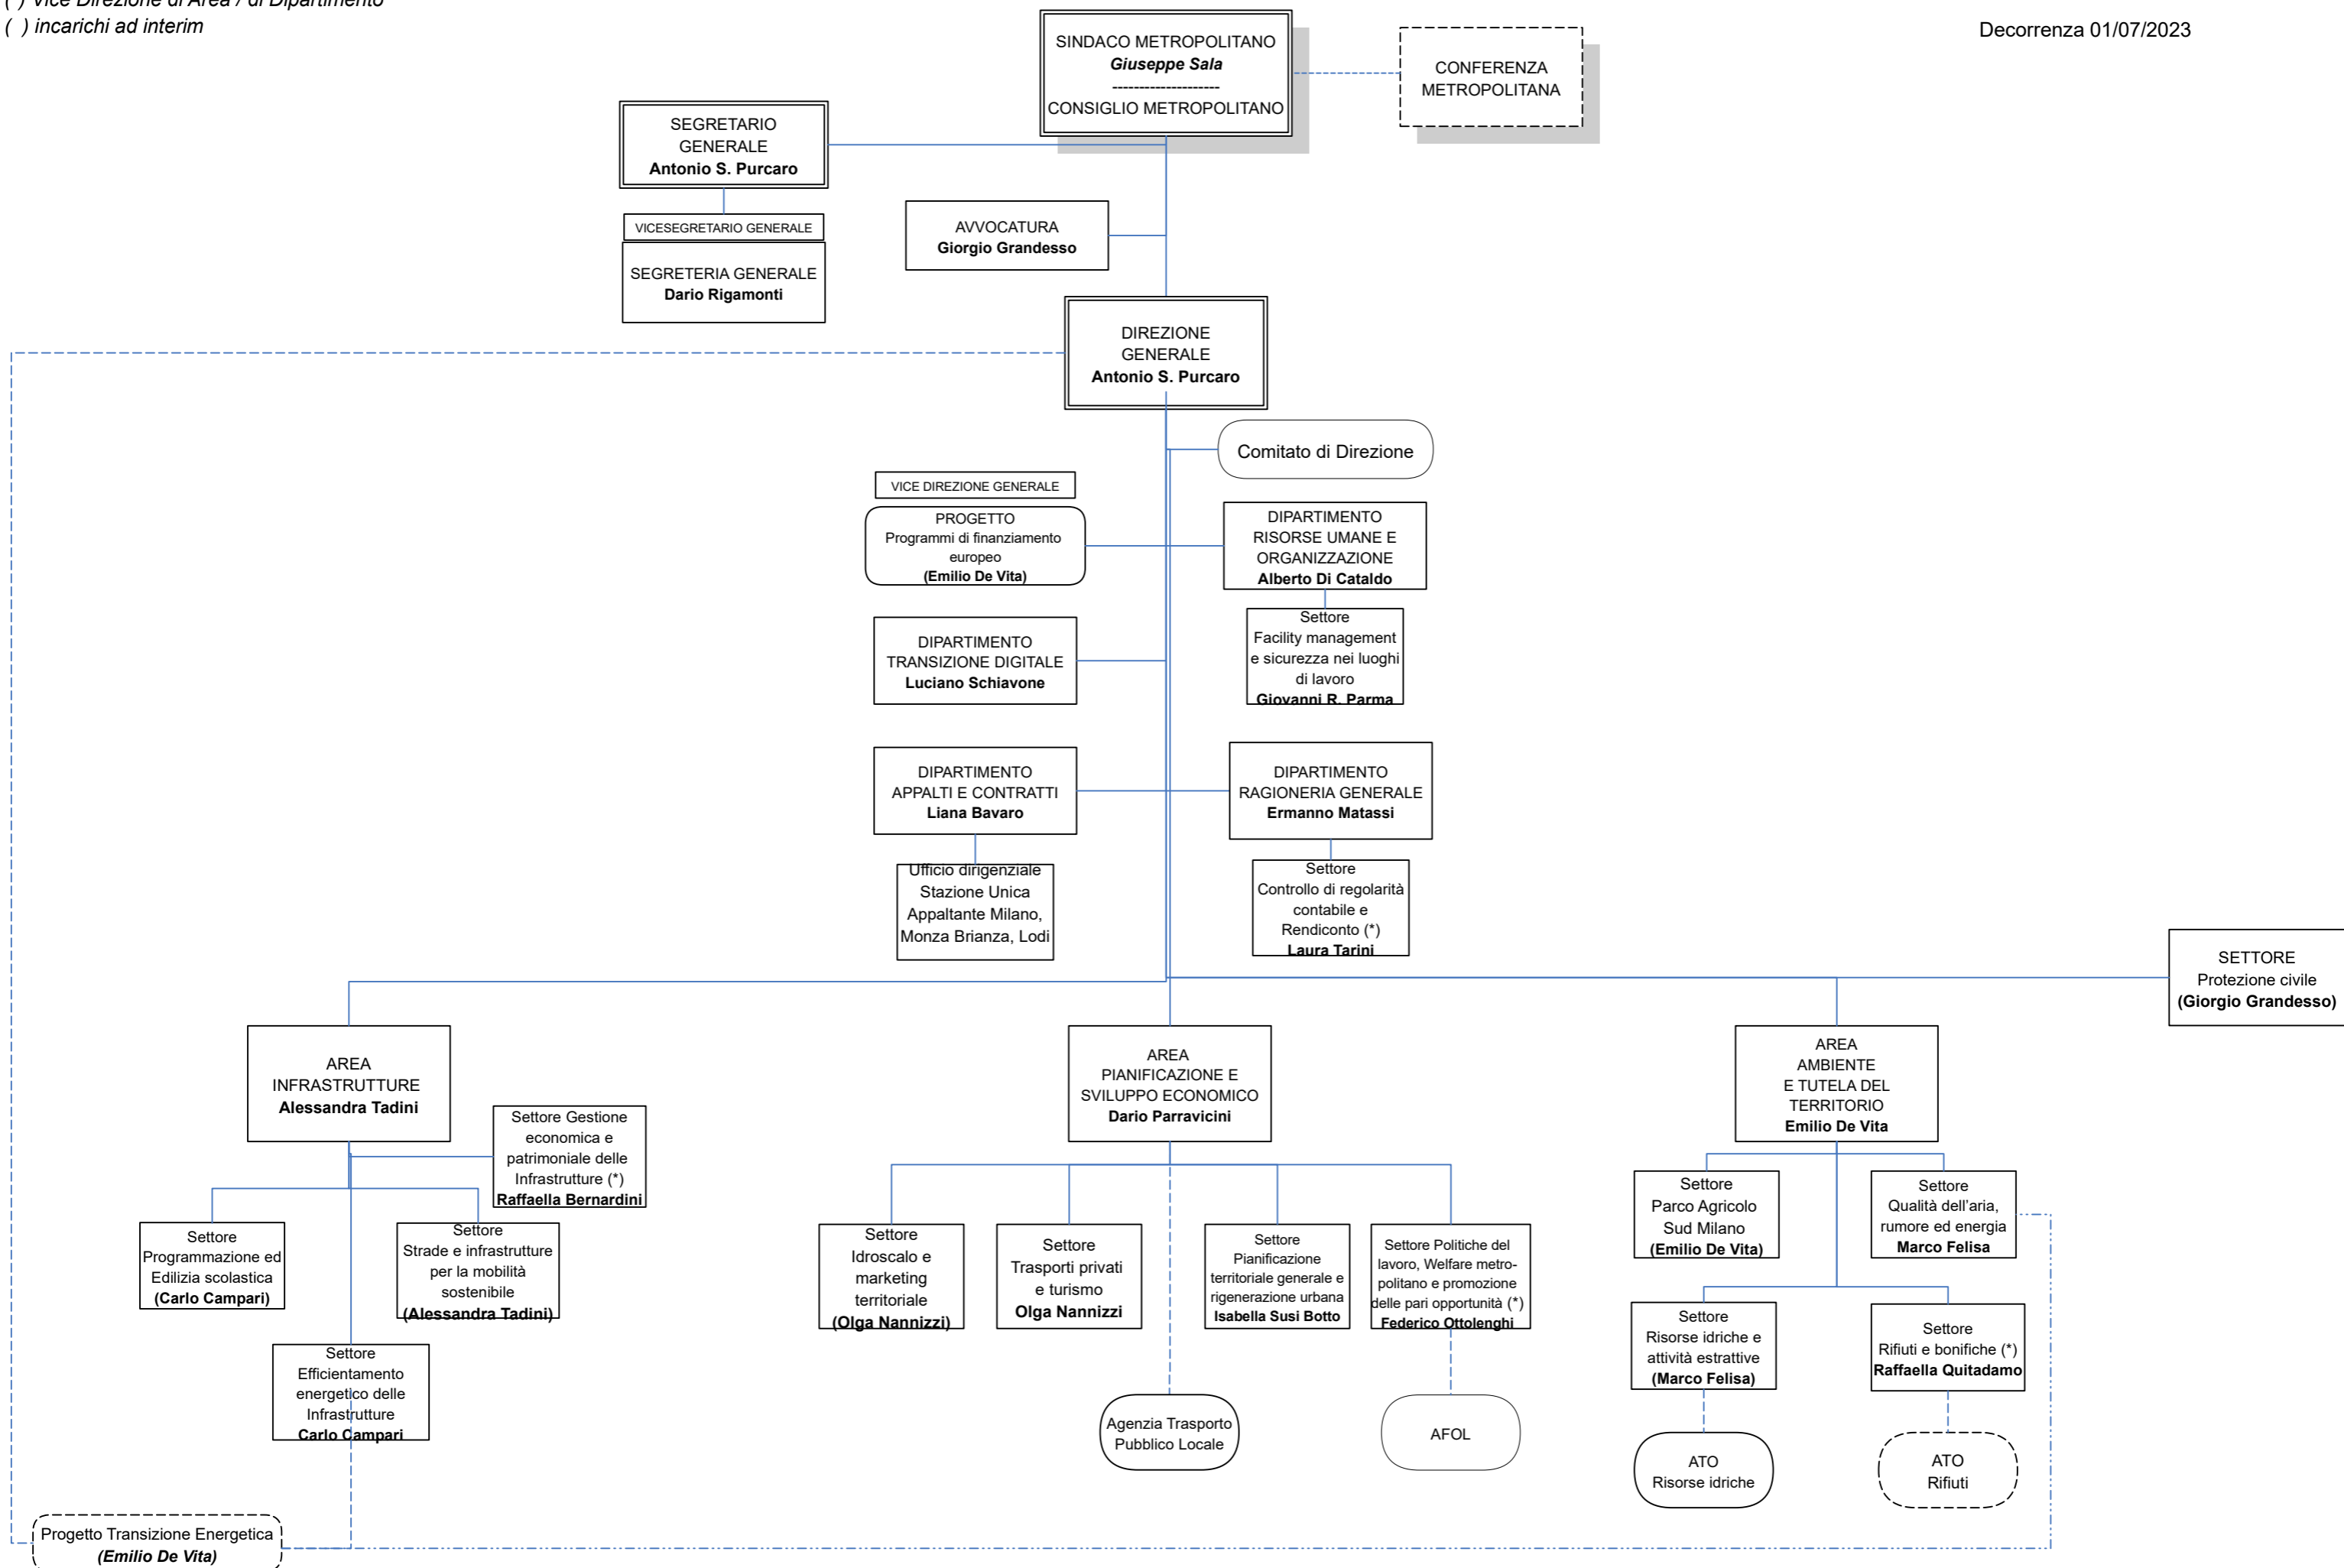 (*) Vice Direzione di Area / di Dipartimento
( ) incarichi ad interim
Decorrenza 01/07/2023
SINDACO METROPOLITANO
Giuseppe Sala
--------------------
CONSIGLIO METROPOLITANO
CONFERENZA
METROPOLITANA
SEGRETARIO
GENERALE
Antonio S. Purcaro
VICESEGRETARIO GENERALE
SEGRETERIA GENERALE
Dario Rigamonti
AVVOCATURA
Giorgio Grandesso
DIREZIONE
GENERALE
Antonio S. Purcaro
Comitato di Direzione
VICE DIREZIONE GENERALE
PROGETTO
Programmi di finanziamento
europeo
(Emilio De Vita)
DIPARTIMENTO
RISORSE UMANE E
ORGANIZZAZIONE
Alberto Di Cataldo
Settore
Facility management
e sicurezza nei luoghi
di lavoro
Giovanni R. Parma
DIPARTIMENTO
TRANSIZIONE DIGITALE
Luciano Schiavone
DIPARTIMENTO
APPALTI E CONTRATTI
Liana Bavaro
Ufficio dirigenziale
Stazione Unica
Appaltante Milano,
Monza Brianza, Lodi
DIPARTIMENTO
RAGIONERIA GENERALE
Ermanno Matassi
Settore
Controllo di regolarità
contabile e
Rendiconto (*)
Laura Tarini
SETTORE
Protezione civile
(Giorgio Grandesso)
AREA
INFRASTRUTTURE
Alessandra Tadini
Settore Gestione
economica e
patrimoniale delle
Infrastrutture (*)
Raffaella Bernardini
Settore
Programmazione ed
Edilizia scolastica
(Carlo Campari)
Settore
Strade e infrastrutture
per la mobilità
sostenibile
(Alessandra Tadini)
Settore
Efficientamento
energetico delle
Infrastrutture
Carlo Campari
Progetto Transizione Energetica
(Emilio De Vita)
AREA
PIANIFICAZIONE E
SVILUPPO ECONOMICO
Dario Parravicini
Settore
Idroscalo e
marketing
territoriale
(Olga Nannizzi)
Settore
Trasporti privati
e turismo
Olga Nannizzi
Settore
Pianificazione
territoriale generale e
rigenerazione urbana
Isabella Susi Botto
Settore Politiche del
lavoro, Welfare metro-
politano e promozione
delle pari opportunità (*)
Federico Ottolenghi
Agenzia Trasporto
Pubblico Locale
AFOL
AREA
AMBIENTE
E TUTELA DEL
TERRITORIO
Emilio De Vita
Settore
Parco Agricolo
Sud Milano
(Emilio De Vita)
Settore
Qualità dell'aria,
rumore ed energia
Marco Felisa
Settore
Risorse idriche e
attività estrattive
(Marco Felisa)
Settore
Rifiuti e bonifiche (*)
Raffaella Quitadamo
ATO
Risorse idriche
ATO
Rifiuti